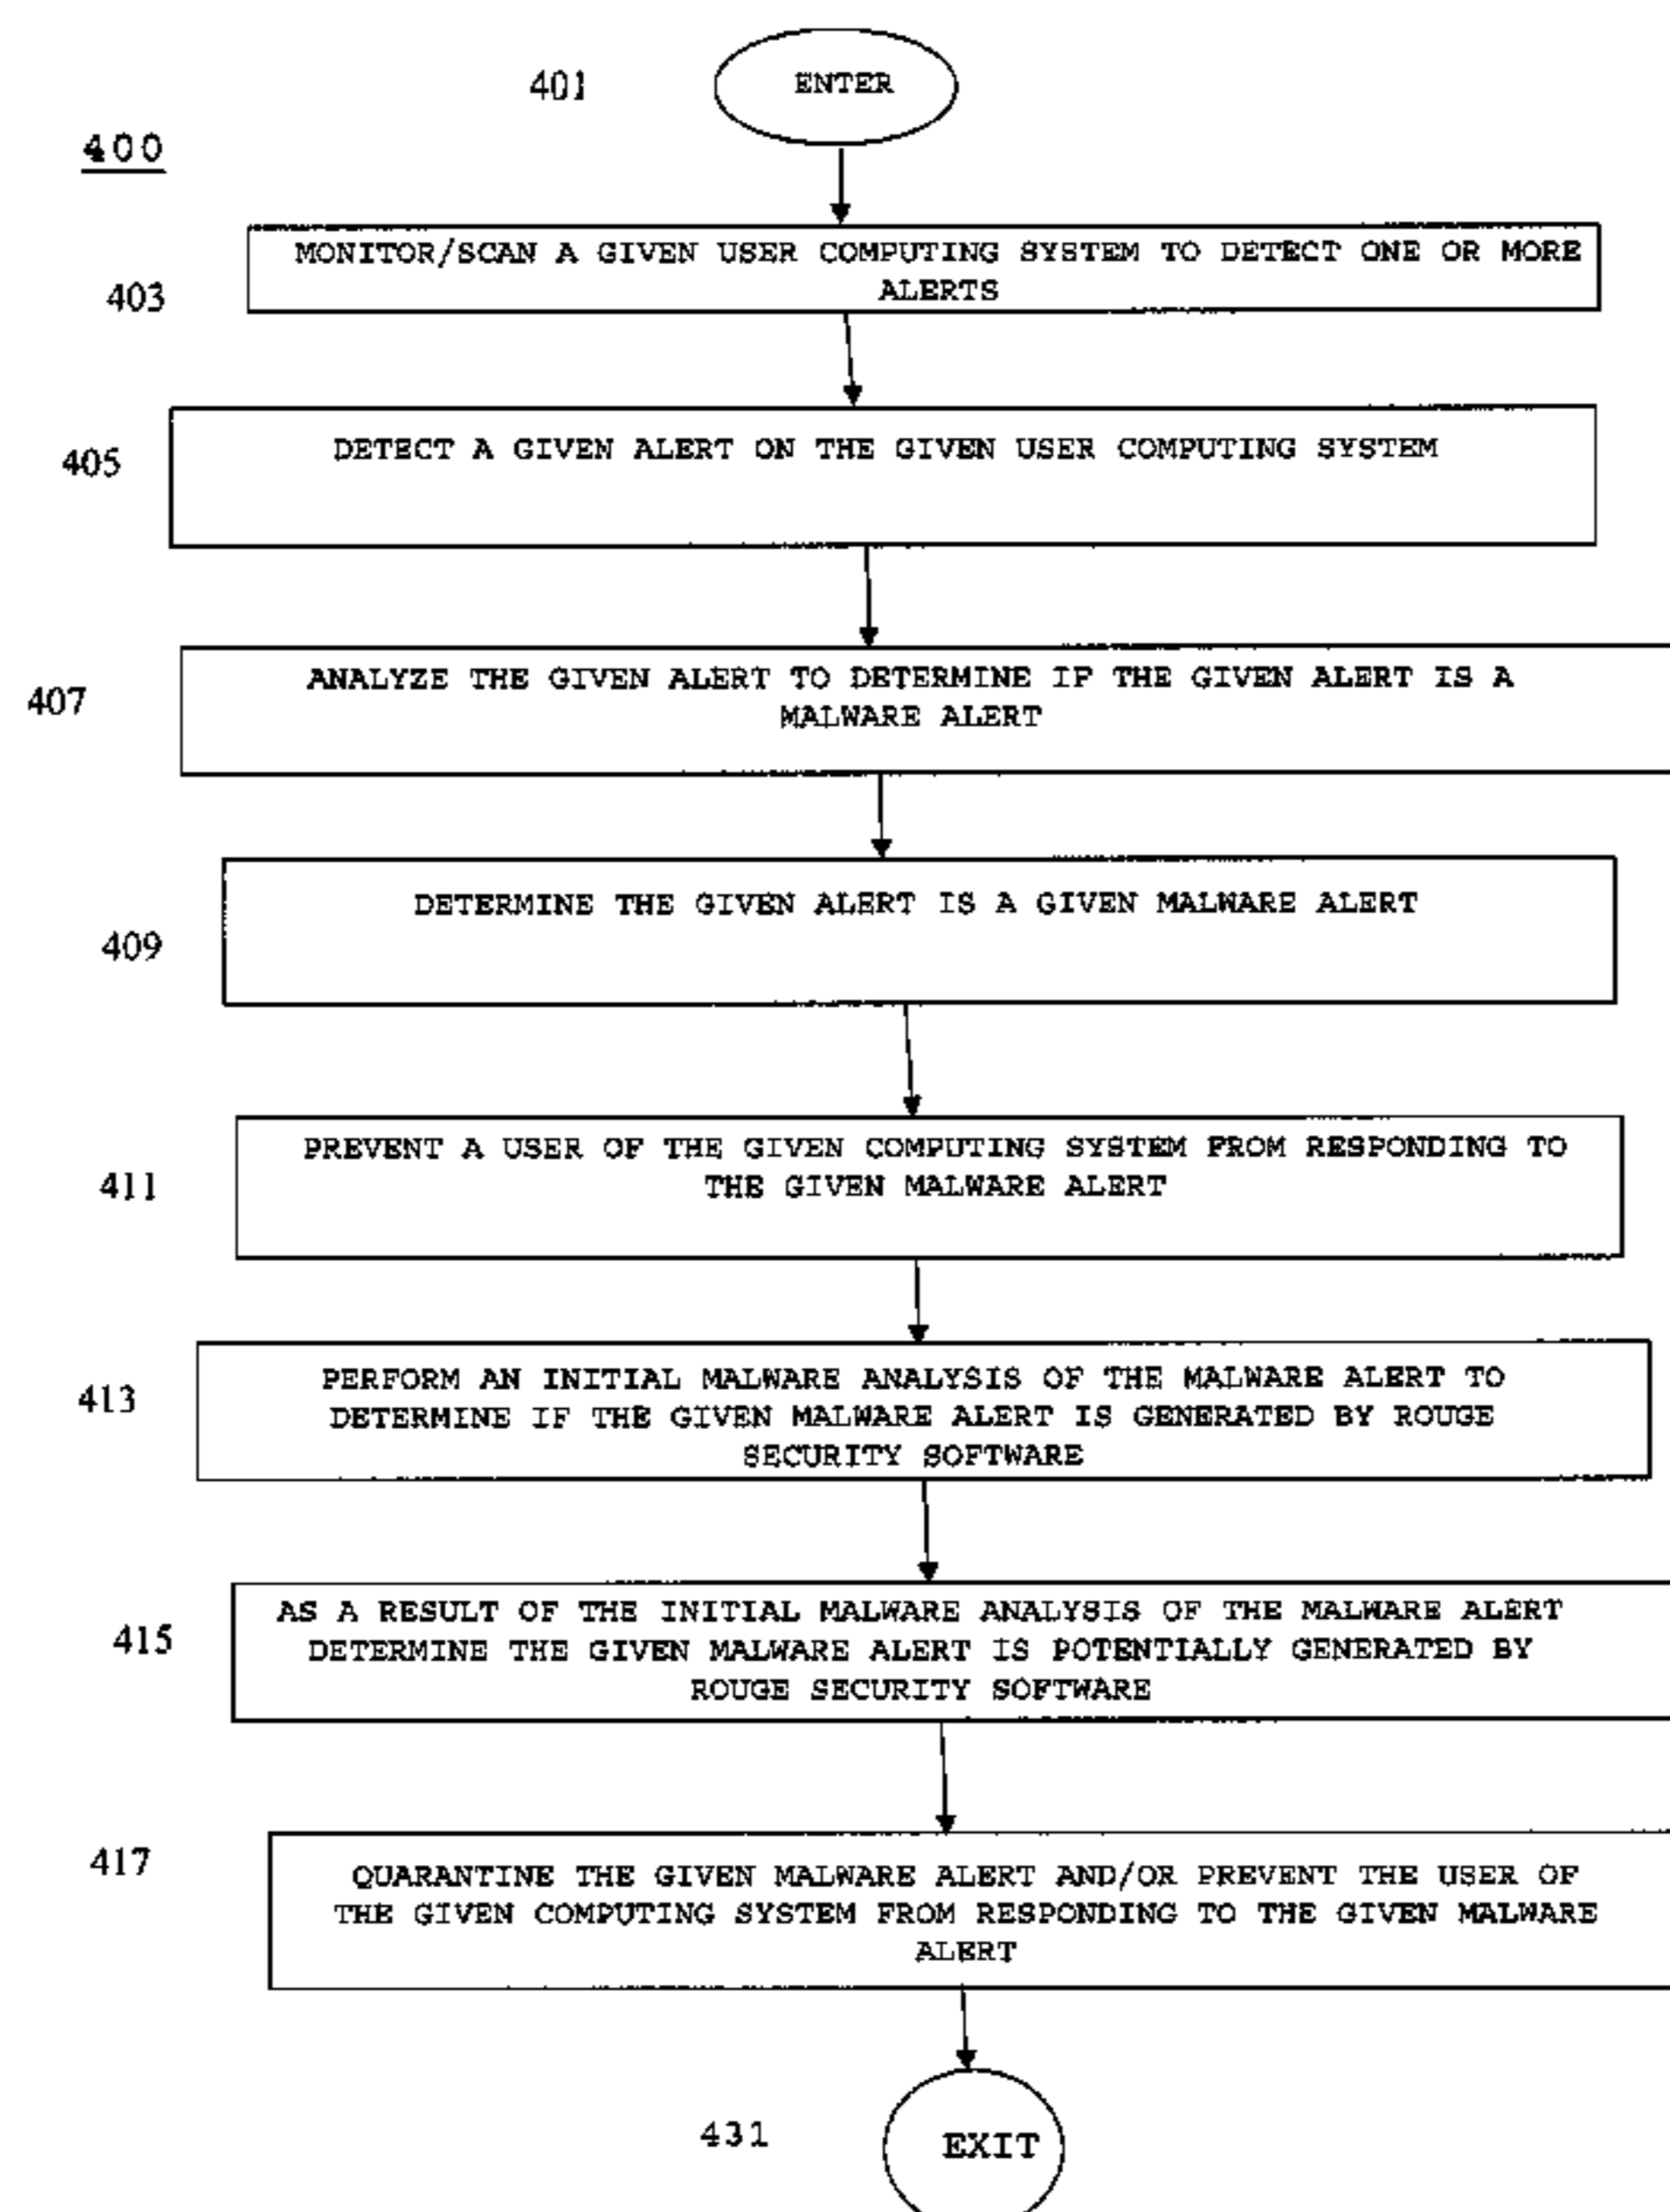 401
ENTER
400
MONITOR/SCAN A GIVEN USER COMPUTING SYSTEM TO DETECT ONE OR MORE
ALERTS
403
405
DETECT A GIVEN ALERT ON THE GIVEN USER COMPUTING SYSTEM
407
ANALYZE THE GIVEN ALERT TO DETERMINE IF THE GIVEN ALERT IS A
MALWARE ALERT
409
DETERMINE THE GIVEN ALERT IS A GIVEN MALWARE ALERT
411
PREVENT A USER OF THE GIVEN COMPUTING SYSTEM FROM RESPONDING TO
THE GIVEN MALWARE ALERT
413
PERFORM AN INITIAL MALWARE ANALYSIS OF THE MALWARE ALERT TO
DETERMINE IF THE GIVEN MALWARE ALERT IS GENERATED BY ROUGE
SECURITY SOFTWARE
415
AS A RESULT OF THE INITIAL MALWARE ANALYSIS OF THE MALWARE ALERT
DETERMINE THE GIVEN MALWARE ALERT IS POTENTIALLY GENERATED BY
ROUGE SECURITY SOFTWARE
417
QUARANTINE THE GIVEN MALWARE ALERT AND/OR PREVENT THE USER OF
THE GIVEN COMPUTING SYSTEM FROM RESPONDING TO THE GIVEN MALWARE
ALERT
431
EXIT